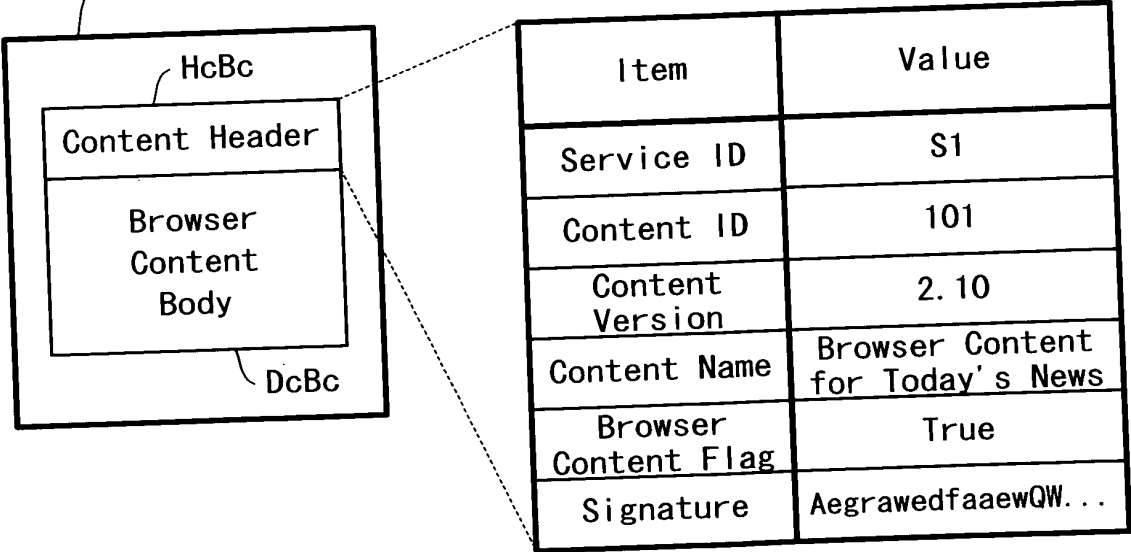 HcBc
Content Header
Browser
Content
Body
DcBc
Item Value
Service ID S1
Content ID 101
Content
Version 2.10
Content Name Browser Content
for Today's News
Browser
Content Flag True
Signature AegrawedfaaewQW...